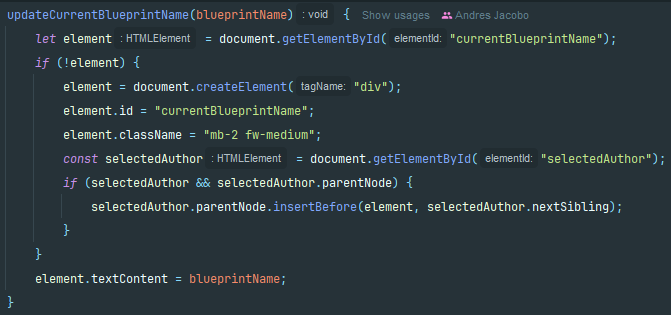 updateCurrentBlueprintName(blueprintName) : void { Show usages Andres Jacobo
let element : HTMLElement = document.getElementById( elementId: "currentBlueprintName");
if (!element) {
element = document.createElement( tagName: "div");
element.id = "currentBlueprintName";
element.className = "mb-2 fw-medium";
const selectedAuthor : HTMLElement = document.getElementById( elementId: "selectedAuthor");
if (selectedAuthor && selectedAuthor.parentNode) {
selectedAuthor.parentNode.insertBefore(element, selectedAuthor.nextSibling);
}
}
element.textContent = blueprintName;
}